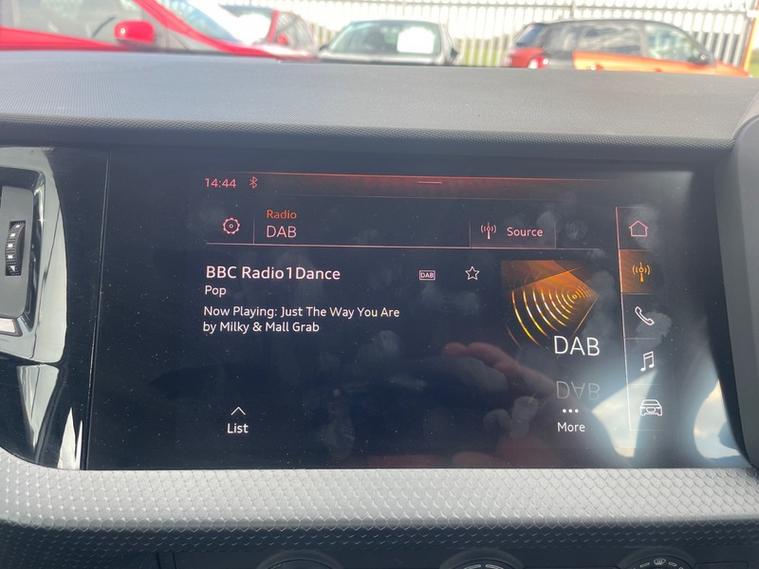 14:44
Radio
DAB
Source
BBC Radio1Dance
DAB
Pop
Now Playing: Just The Way You Are
by Milky & Mall Grab
DAB
List
More